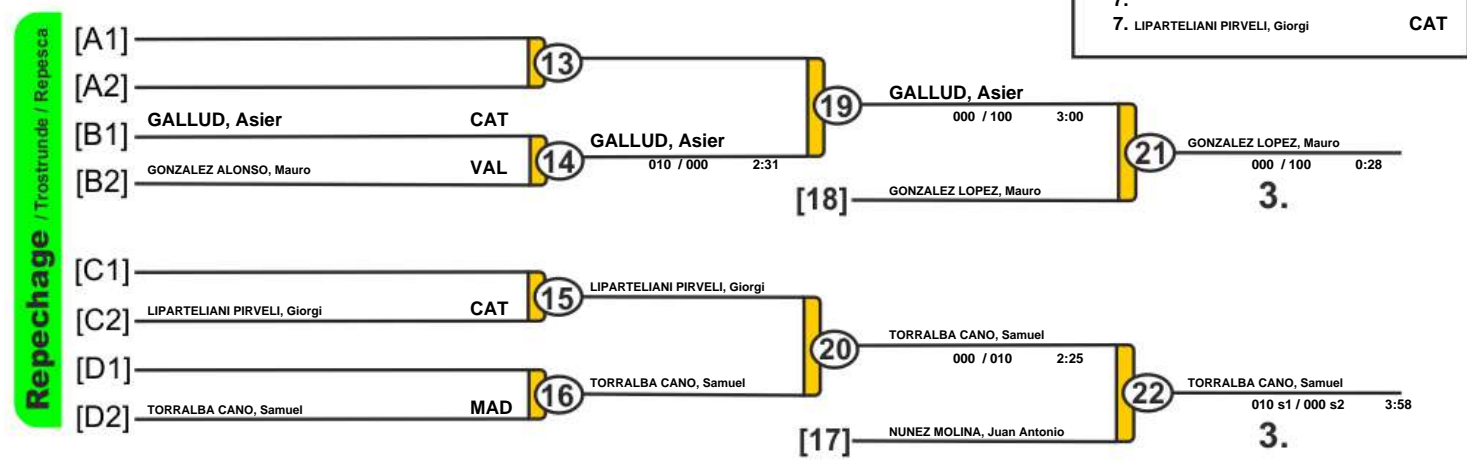 7.
7. LIPARTELIANI PIRVELI, Giorgi CAT
Repechage / Trostrunde / Repesca
[A1]
13
[A2]
19
GALLUD, Asier
000 / 100 3:00
[B1] GALLUD, Asier CAT
14
GALLUD, Asier
010 / 000 2:31
[B2] GONZALEZ ALONSO, Mauro VAL
21
GONZALEZ LOPEZ, Mauro
000 / 100 0:28
3.
[18] GONZALEZ LOPEZ, Mauro
[C1]
15
LIPARTELIANI PIRVELI, Giorgi
[C2] LIPARTELIANI PIRVELI, Giorgi CAT
20
TORRALBA CANO, Samuel
000 / 010 2:25
[D1]
16
TORRALBA CANO, Samuel
[D2] TORRALBA CANO, Samuel MAD
22
TORRALBA CANO, Samuel
010 s1 / 000 s2 3:58
3.
[17] NUNEZ MOLINA, Juan Antonio